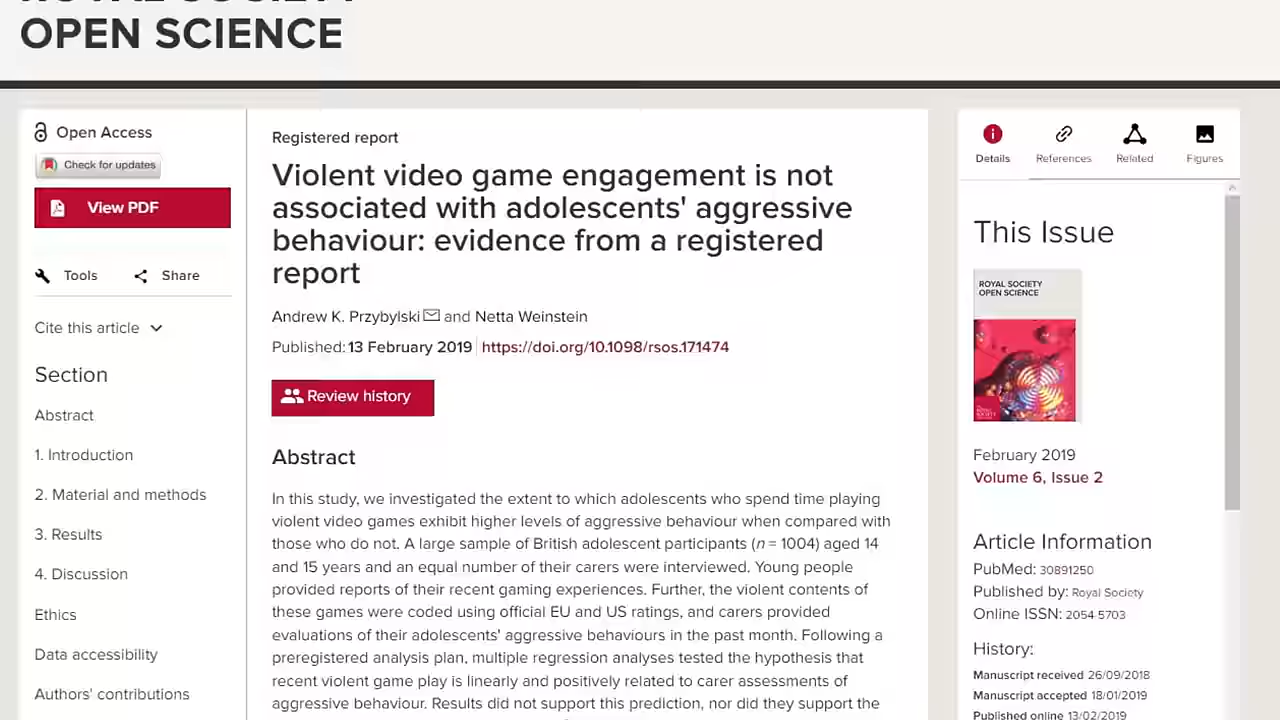 ROYAL SOCIETY
OPEN SCIENCE
Open Access
Check for updates
View PDF
Tools
Share
Cite this article
Section
Abstract
1. Introduction
2. Material and methods
3. Results
4. Discussion
Ethics
Data accessibility
Authors' contributions
Registered report
Violent video game engagement is not
associated with adolescents' aggressive
behaviour: evidence from a registered
report
Andrew K. Przybylski and Netta Weinstein
Published: 13 February 2019 https://doi.org/10.1098/rsos.171474
Review history
Abstract
In this study, we investigated the extent to which adolescents who spend time playing
violent video games exhibit higher levels of aggressive behaviour when compared with
those who do not. A large sample of British adolescent participants (n = 1004) aged 14
and 15 years and an equal number of their carers were interviewed. Young people
provided reports of their recent gaming experiences. Further, the violent contents of
these games were coded using official EU and US ratings, and carers provided
evaluations of their adolescents' aggressive behaviours in the past month. Following a
preregistered analysis plan, multiple regression analyses tested the hypothesis that
recent violent game play is linearly and positively related to carer assessments of
aggressive behaviour. Results did not support this prediction, nor did they support the
Details
References
Related
Figures
This Issue
ROYAL SOCIETY
OPEN SCIENCE
February 2019
Volume 6, Issue 2
Article Information
PubMed: 30891250
Published by: Royal Society
Online ISSN: 2054-5703
History:
Manuscript received 26/09/2018
Manuscript accepted 18/01/2019
Published online 13/02/2019